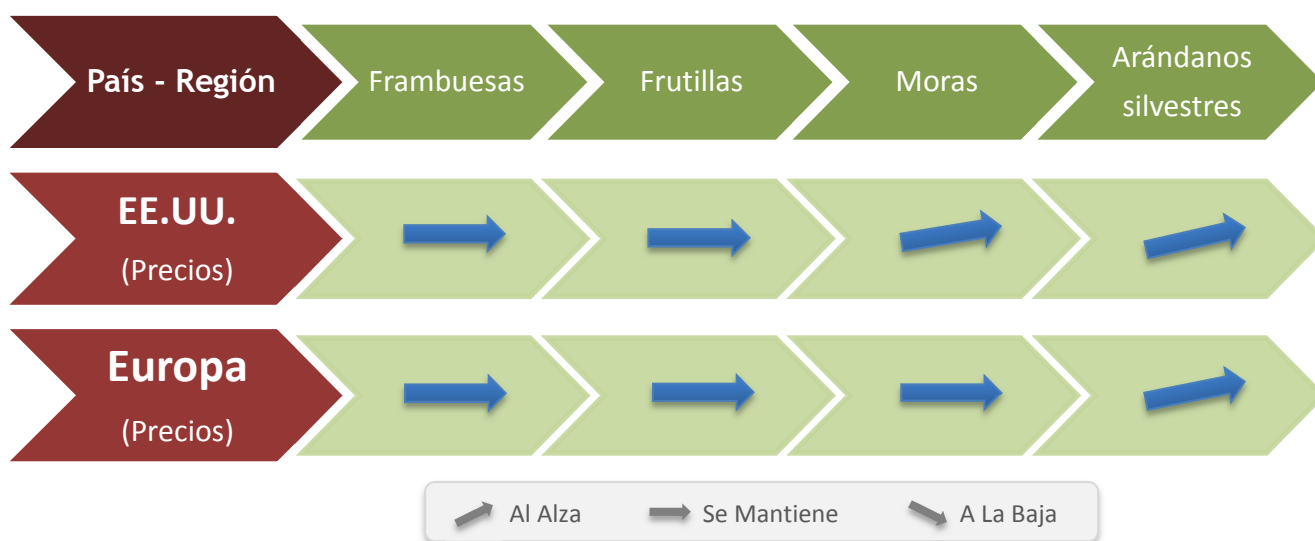 País - Región
Frambuesas
Frutillas
Moras
Arándanos
silvestres
EE.UU.
(Precios)
Europa
(Precios)
Al Alza
Se Mantiene
A La Baja